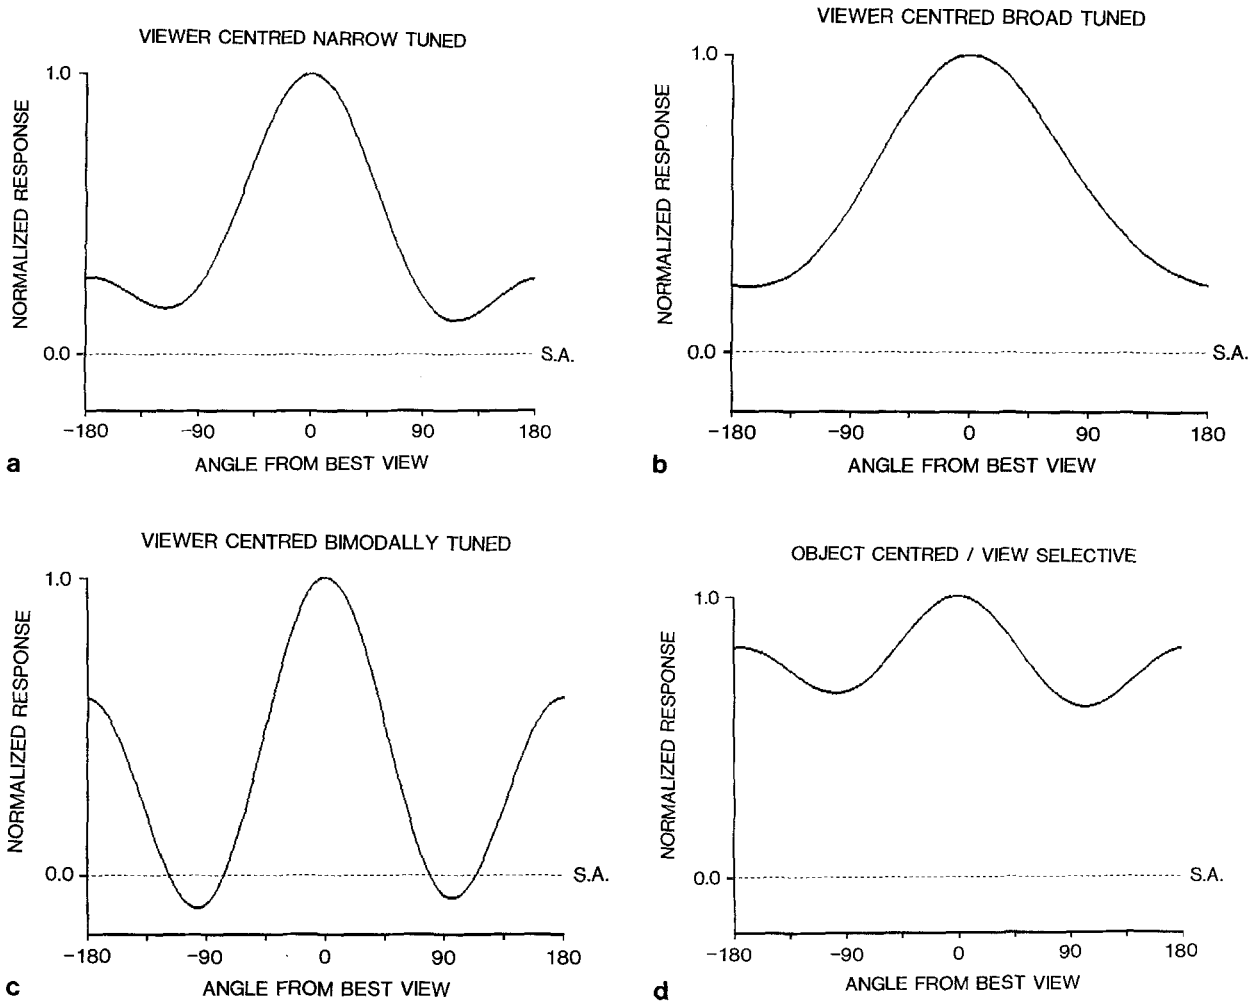 VIEWER CENTRED NARROW TUNED
1.0
NORMALIZED RESPONSE
0.0
S.A.
-180 -90 0 90 180
a
ANGLE FROM BEST VIEW
VIEWER CENTRED BROAD TUNED
1.0
NORMALIZED RESPONSE
0.0
S.A.
-180 -90 0 90 180
b
ANGLE FROM BEST VIEW
VIEWER CENTRED BIMODALLY TUNED
1.0
NORMALIZED RESPONSE
0.0
S.A.
-180 -90 0 90 180
c
ANGLE FROM BEST VIEW
OBJECT CENTRED / VIEW SELECTIVE
1.0
NORMALIZED RESPONSE
0.0
S.A.
-180 -90 0 90 180
d
ANGLE FROM BEST VIEW